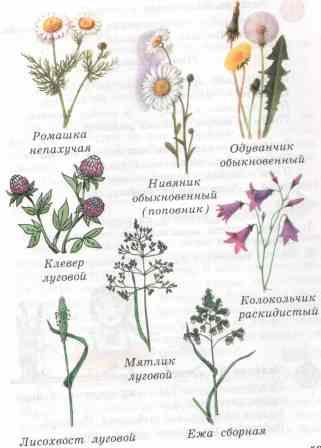 Ромашка
непахучая
Нивяник
обыкновенный
(поповник)
Одуванчик
обыкновенный
Клевер
луговой
Колокольчик
раскидистый
Мятлик
луговой
Лисохвост луговой
Ежа сборная